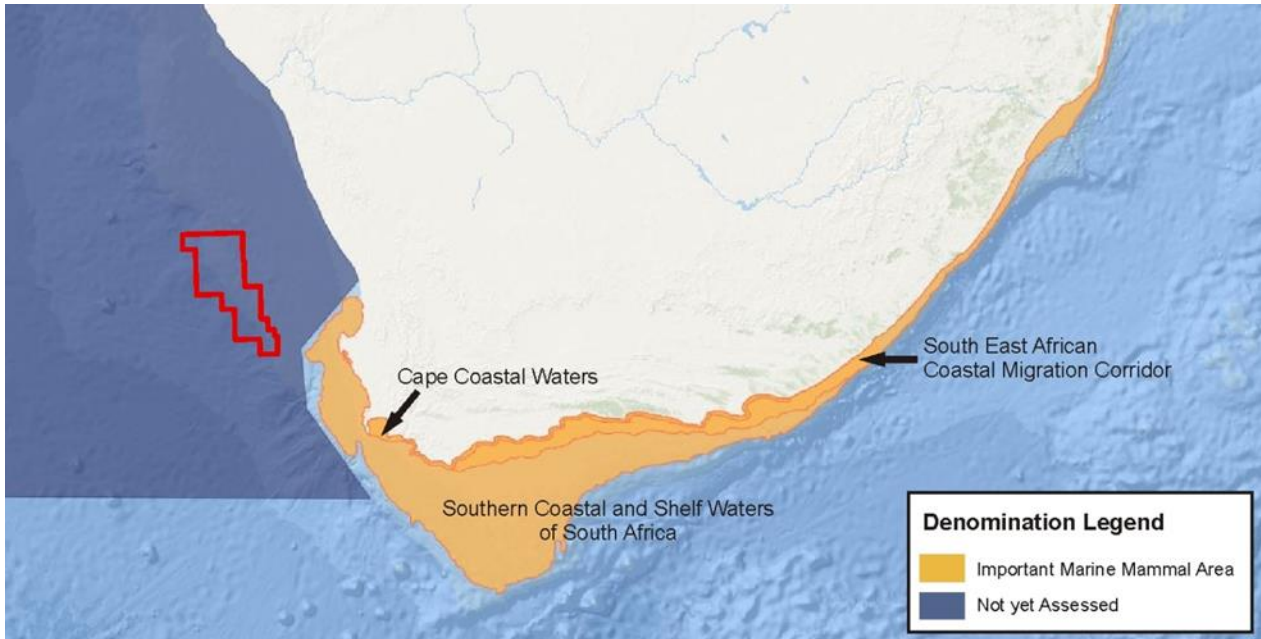 South East African
Coastal Migration Corridor
Cape Coastal Waters
Southern Coastal and Shelf Waters
of South Africa
Denomination Legend
Important Marine Mammal Area
Not yet Assessed